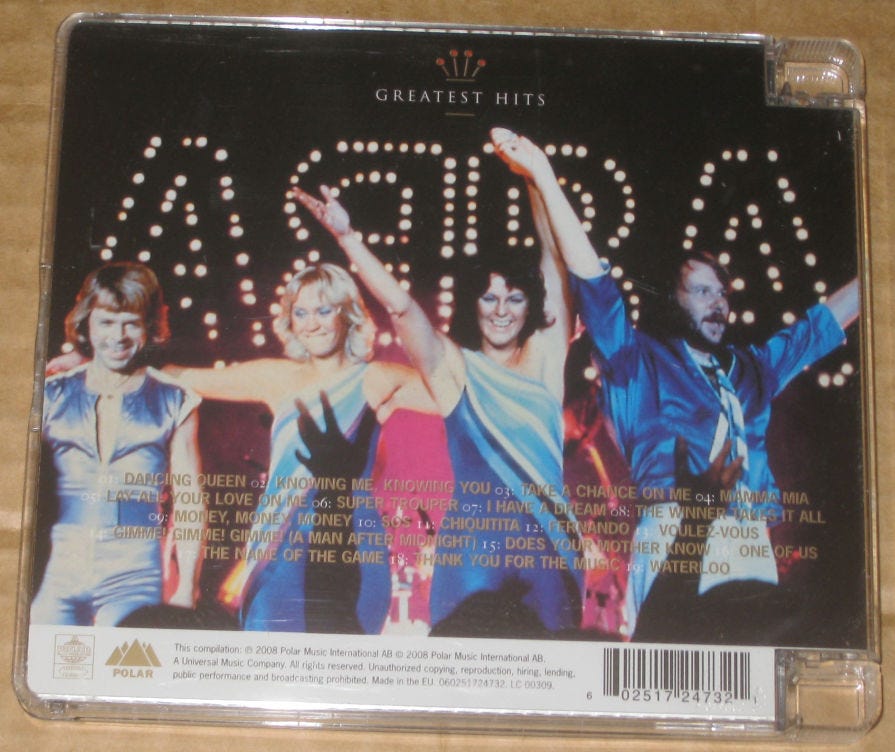 GREATEST HITS
ABBA
01: DANCING QUEEN 02: KNOWING ME, KNOWING YOU 03: TAKE A CHANCE ON ME 04: MAMMA MIA
05: LAY ALL YOUR LOVE ON ME 06: SUPER TROUPER 07: I HAVE A DREAM 08: THE WINNER TAKES IT ALL
09: MONEY, MONEY, MONEY 10: SOS 11: CHIQUITITA 12: FERNANDO 13: VOULEZ-VOUS
14: GIMME! GIMME! GIMME! (A MAN AFTER MIDNIGHT) 15: DOES YOUR MOTHER KNOW 16: ONE OF US
17: THE NAME OF THE GAME 18: THANK YOU FOR THE MUSIC 19: WATERLOO
POLAR
This compilation: ℗ 2008 Polar Music International AB © 2008 Polar Music International AB.
A Universal Music Company. All rights reserved. Unauthorized copying, reproduction, hiring, lending,
public performance and broadcasting prohibited. Made in the EU. 060251724732. LC 00309.
6 02517 24732